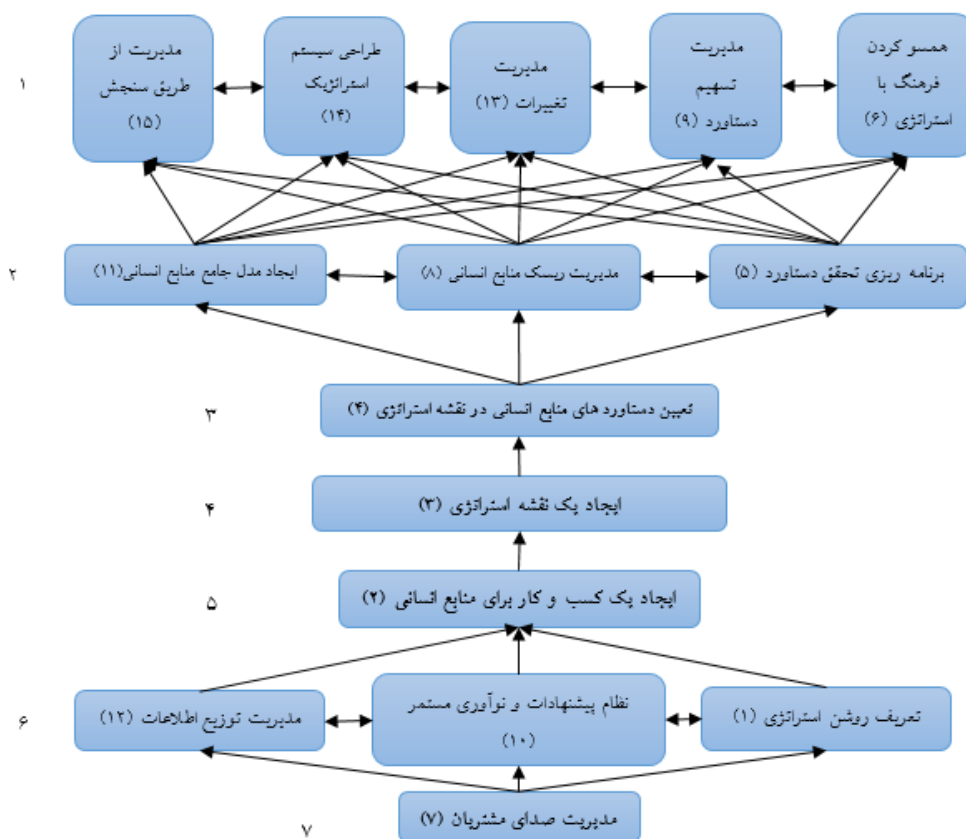 همسو کردن
فرهنگ با
استراتژی (۶)
مدیریت
تسهیم
دستاورد (۹)
مدیریت
تغییرات (۱۳)
طراحی سیستم
استراتژیک
(۱۴)
مدیریت از
طریق سنجش
(۱۵)
۱
برنامه ریزی تحقق دستاورد (۵)
مدیریت ریسک منابع انسانی (۸)
ایجاد مدل جامع منابع انسانی(۱۱)
۲
تعیین دستاورد های منابع انسانی در نقشه استراتژی (۴)
۳
ایجاد یک نقشه استراتژی (۳)
۴
ایجاد یک کسب و کار برای منابع انسانی (۲)
۵
تعریف روشن استراتژی (۱)
نظام پیشنهادات و نوآوری مستمر
(۱۰)
مدیریت توزیع اطلاعات (۱۲)
۶
مدیریت صدای مشتریان (۷)
۷